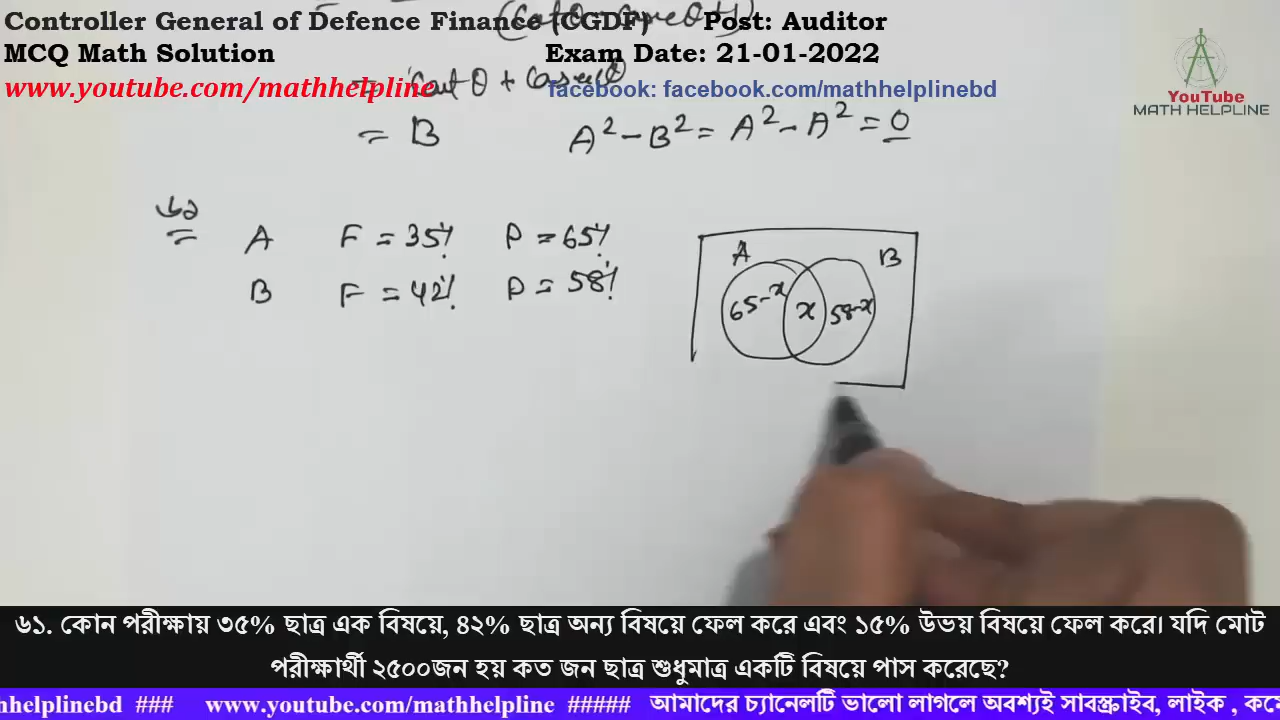 Controller General of Defence Finance (CGDF) Post: Auditor
MCQ Math Solution Exam Date: 21-01-2022
www.youtube.com/mathhelpline
facebook: facebook.com/mathhelplinebd
YouTube
MATH HELPLINE
= B A² - B² = A² - A² = 0
৬১
A F = 35% P = 65%
B F = 42% P = 58%
A B
65-x x 58-x
৬১. কোন পরীক্ষায় ৩৫% ছাত্র এক বিষয়ে, ৪২% ছাত্র অন্য বিষয়ে ফেল করে এবং ১৫% উভয় বিষয়ে ফেল করে। যদি মোট
পরীক্ষার্থী ২৫০০জন হয় কত জন ছাত্র শুধুমাত্র একটি বিষয়ে পাস করেছে?
hhelplinebd ### www.youtube.com/mathhelpline ##### আমাদের চ্যানেলটি ভালো লাগলে অবশ্যই সাবস্ক্রাইব, লাইক , কমে